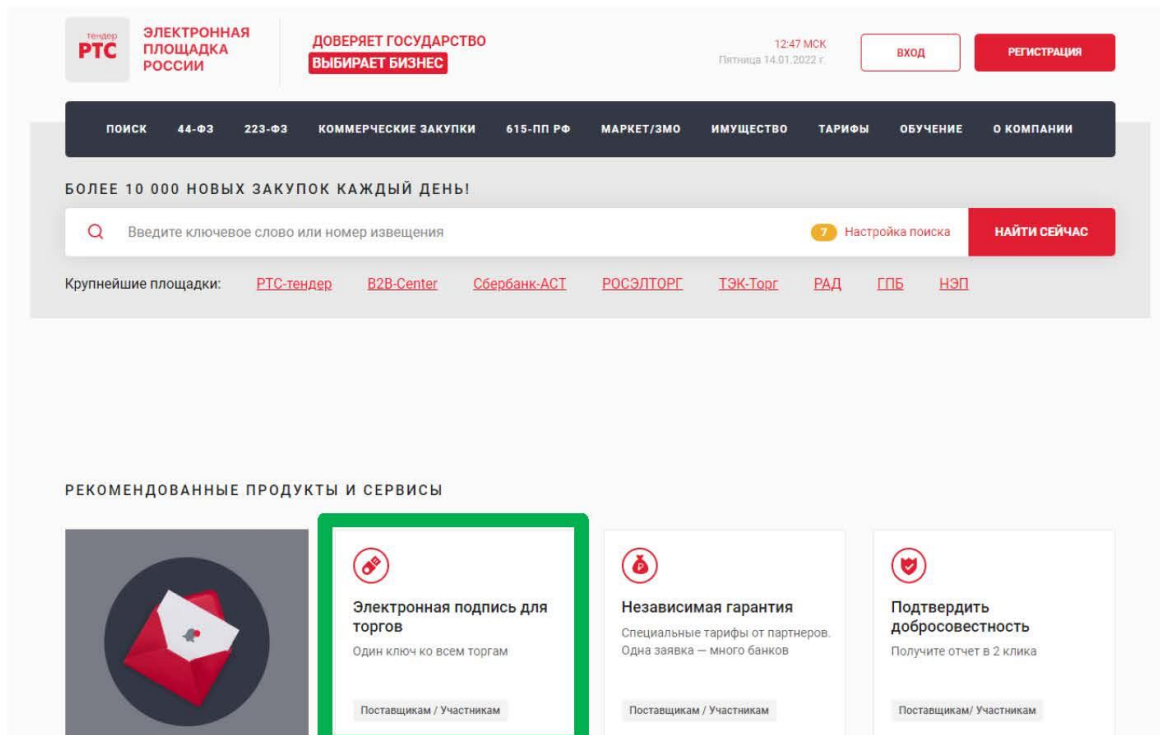 тендер
РТС
ЭЛЕКТРОННАЯ
ПЛОЩАДКА
РОССИИ
ДОВЕРЯЕТ ГОСУДАРСТВО
ВЫБИРАЕТ БИЗНЕС
12:47 МСК
Пятница 14.01.2022 г.
ВХОД
РЕГИСТРАЦИЯ
ПОИСК 44-ФЗ 223-ФЗ КОММЕРЧЕСКИЕ ЗАКУПКИ 615-ПП РФ МАРКЕТ/ЗМО ИМУЩЕСТВО ТАРИФЫ ОБУЧЕНИЕ О КОМПАНИИ
БОЛЕЕ 10 000 НОВЫХ ЗАКУПОК КАЖДЫЙ ДЕНЬ!
Введите ключевое слово или номер извещения 7 Настройка поиска НАЙТИ СЕЙЧАС
Крупнейшие площадки: РТС-тендер B2B-Center Сбербанк-АСТ РОСЭЛТОРГ ТЭК-Торг РАД ГПБ НЭП
РЕКОМЕНДОВАННЫЕ ПРОДУКТЫ И СЕРВИСЫ
Электронная подпись для
торгов
Один ключ ко всем торгам
Поставщикам / Участникам
Независимая гарантия
Специальные тарифы от партнеров.
Одна заявка — много банков
Поставщикам / Участникам
Подтвердить
добросовестность
Получите отчет в 2 клика
Поставщикам/ Участникам